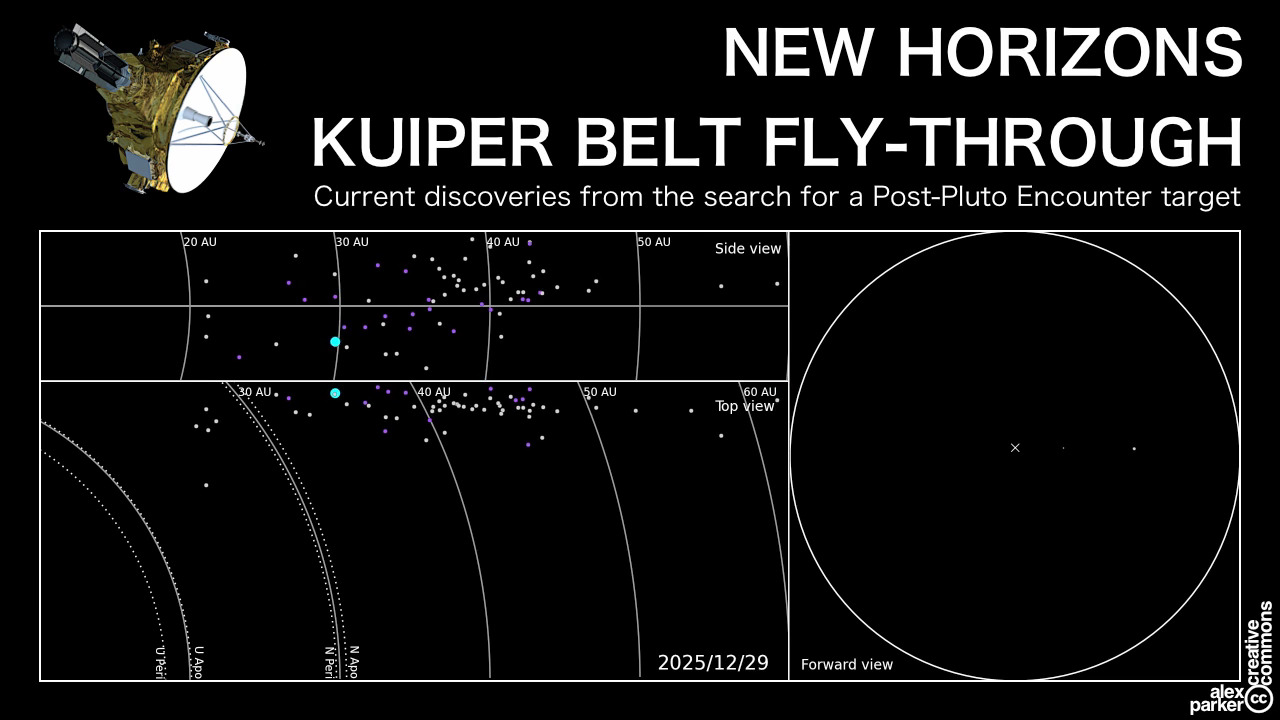 NEW HORIZONS
KUIPER BELT FLY-THROUGH
Current discoveries from the search for a Post-Pluto Encounter target
20 AU
30 AU
40 AU
50 AU
Side view
30 AU
40 AU
50 AU
60 AU
Top view
U Peri
U Apo
N Peri
N Apo
2025/12/29
Forward view
creative
commons
alex
parker
cc